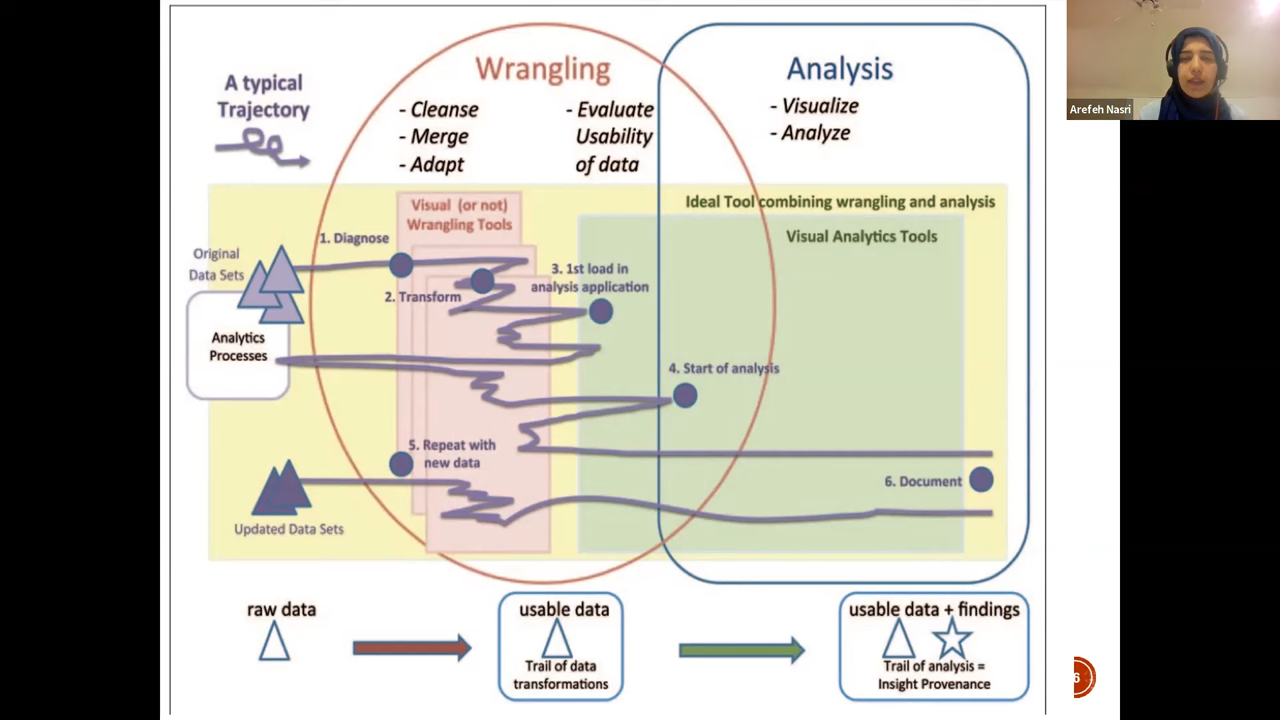 A typical
Trajectory
Wrangling
- Cleanse
- Merge
- Adapt
- Evaluate
Usability
of data
Analysis
- Visualize
- Analyze
Arefeh Nasri
Visual (or not)
Wrangling Tools
Ideal Tool combining wrangling and analysis
Visual Analytics Tools
Original
Data Sets
1. Diagnose
2. Transform
3. 1st load in
analysis application
Analytics
Processes
4. Start of analysis
5. Repeat with
new data
6. Document
Updated Data Sets
raw data
usable data
Trail of data
transformations
usable data + findings
Trail of analysis =
Insight Provenance
6